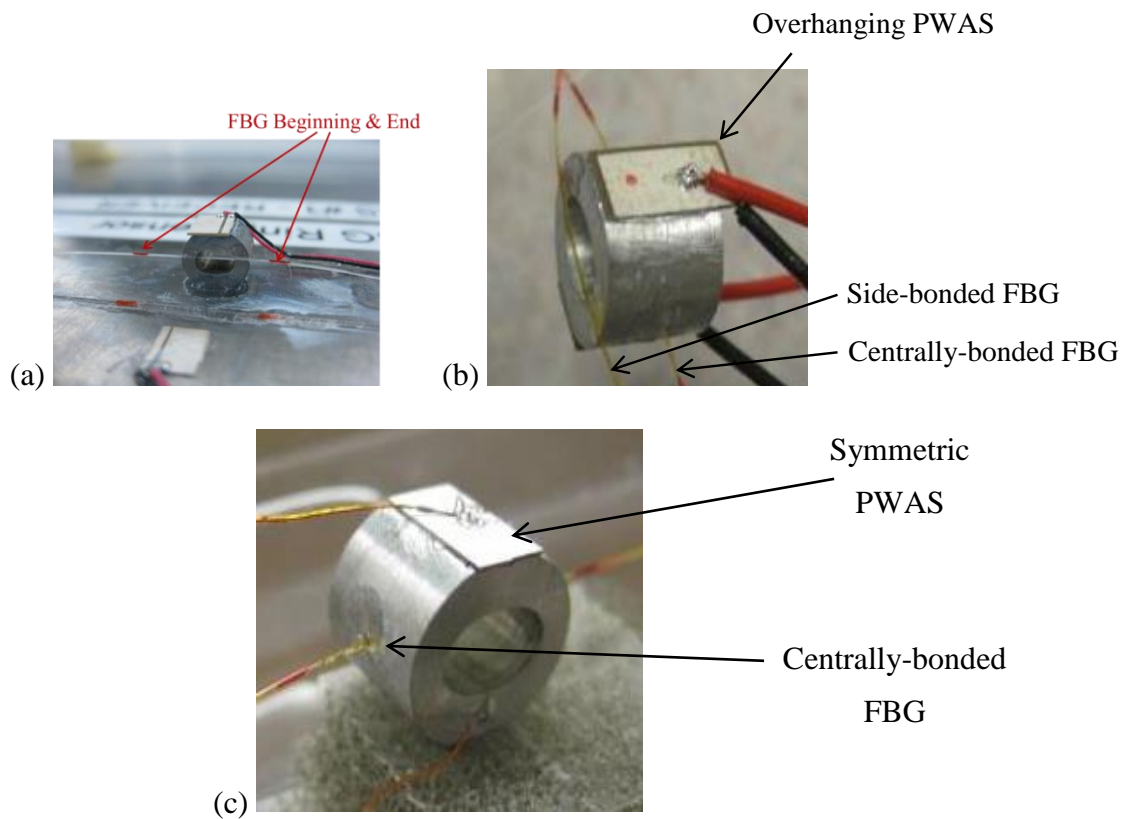 Overhanging PWAS
FBG Beginning & End
Side-bonded FBG
Centrally-bonded FBG
(a)
(b)
Symmetric
PWAS
Centrally-bonded
FBG
(c)